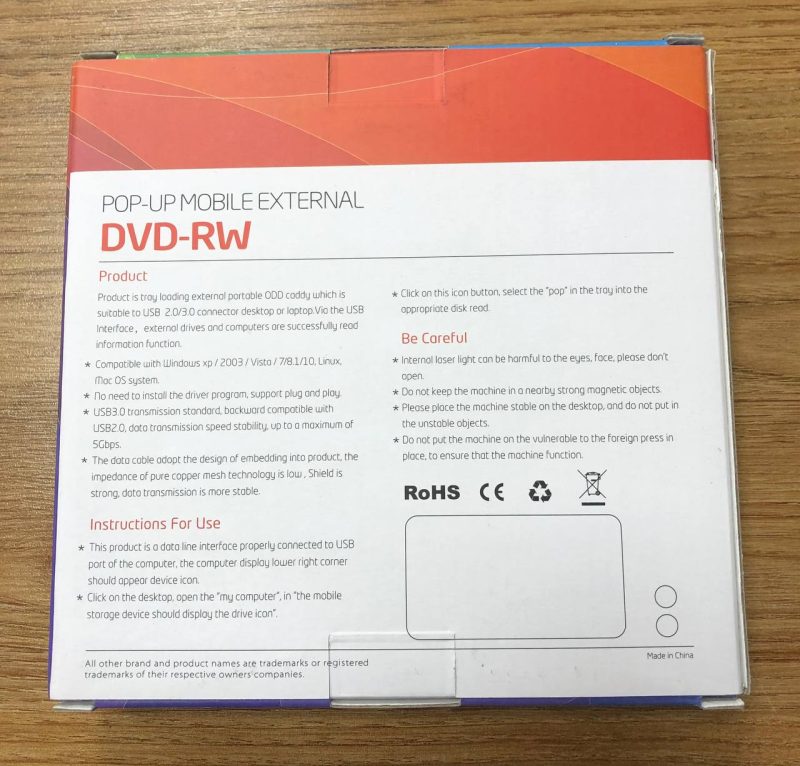 POP-UP MOBILE EXTERNAL
DVD-RW
Product
Product is tray loading external portable ODD caddy which is
suitable to USB 2.0/3.0 connector desktop or laptop.Via the USB
Interface, external drives and computers are successfully read
information function.
* Compatible with Windows xp / 2003 / Vista / 7/8.1/10, Linux,
Mac OS system.
* No need to install the driver program, support plug and play.
* USB3.0 transmission standard, backward compatible with
USB2.0, data transmission speed stability, up to a maximum of
5Gbps.
* The data cable adopt the design of embedding into product, the
impedance of pure copper mesh technology is low , Shield is
strong, data transmission is more stable.
Instructions For Use
* This product is a data line interface properly connected to USB
port of the computer, the computer display lower right corner
should appear device icon.
* Click on the desktop, open the "my computer", in "the mobile
storage device should display the drive icon".
* Click on this icon button, select the "pop" in the tray into the
appropriate disk read.
Be Careful
* Internal laser light can be harmful to the eyes, face, please don't
open.
* Do not keep the machine in a nearby strong magnetic objects.
* Please place the machine stable on the desktop, and do not put in
the unstable objects.
* Do not put the machine on the vulnerable to the foreign press in
place, to ensure that the machine function.
RoHS CE
Made in China
All other brand and product names are trademarks or registered
trademarks of their respective owners companies.